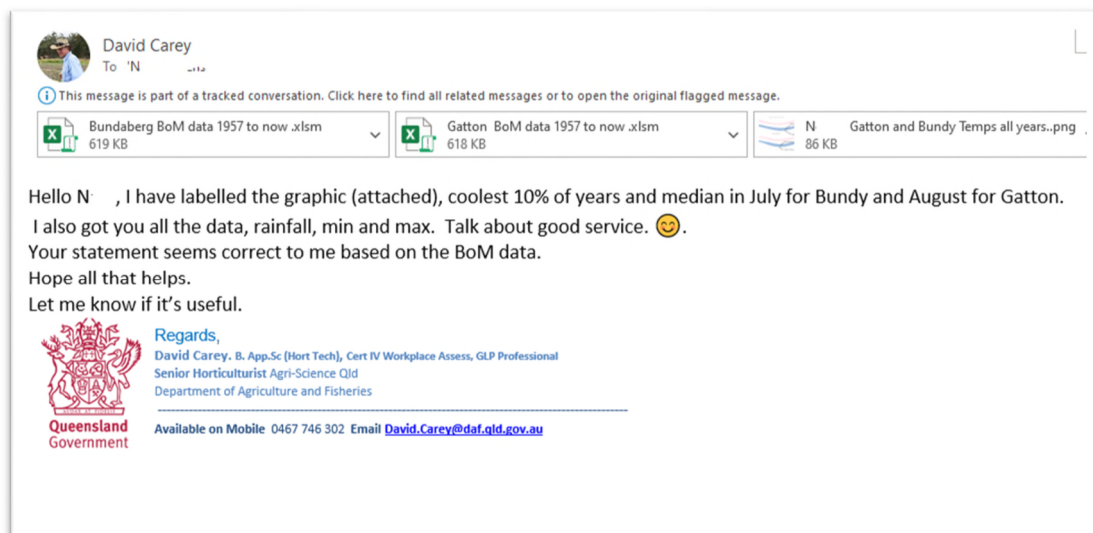 David Carey
To 'N
This message is part of a tracked conversation. Click here to find all related messages or to open the original flagged message.
Bundaberg BoM data 1957 to now .xlsm
619 KB
Gatton BoM data 1957 to now .xlsm
618 KB
N Gatton and Bundy Temps all years..png
86 KB
Hello N , I have labelled the graphic (attached), coolest 10% of years and median in July for Bundy and August for Gatton.
I also got you all the data, rainfall, min and max. Talk about good service. 😊.
Your statement seems correct to me based on the BoM data.
Hope all that helps.
Let me know if it's useful.
Regards,
David Carey. B. App.Sc (Hort Tech), Cert IV Workplace Assess, GLP Professional
Senior Horticulturist Agri-Science Qld
Department of Agriculture and Fisheries
Available on Mobile 0467 746 302 Email David.Carey@daf.qld.gov.au
Queensland
Government